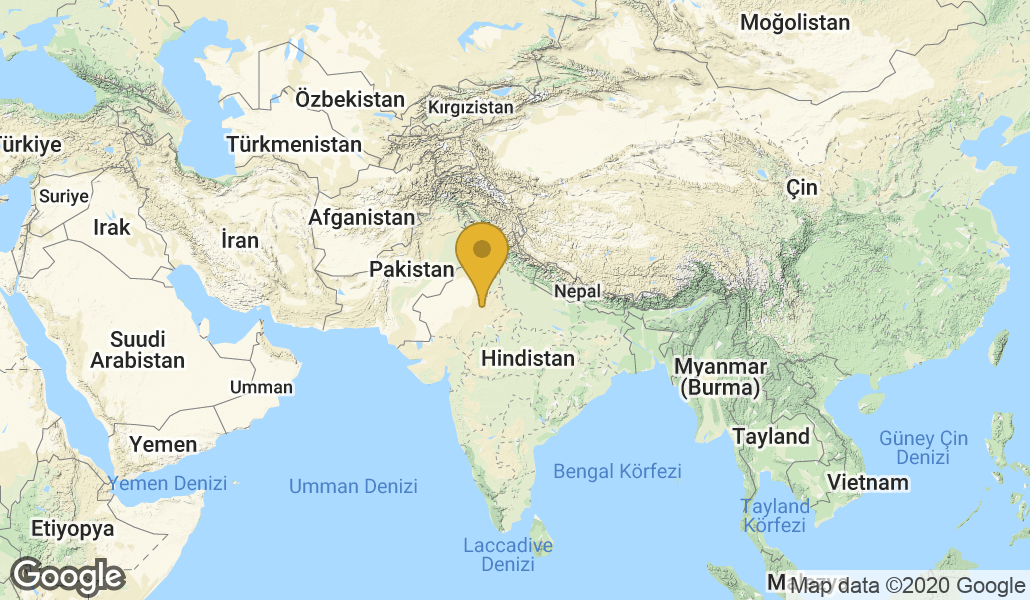 Moğolistan
Özbekistan
Kırgızistan
Türkiye
Türkmenistan
Çin
Suriye
Afganistan
Irak
İran
Pakistan
Nepal
Suudi
Arabistan
Hindistan
Myanmar
(Burma)
Umman
Yemen
Tayland
Güney Çin
Denizi
Yemen Denizi
Umman Denizi
Bengal Körfezi
Vietnam
Etiyopya
Tayland
Körfezi
Laccadive
Denizi
Google
Malezya
Map data ©2020 Google